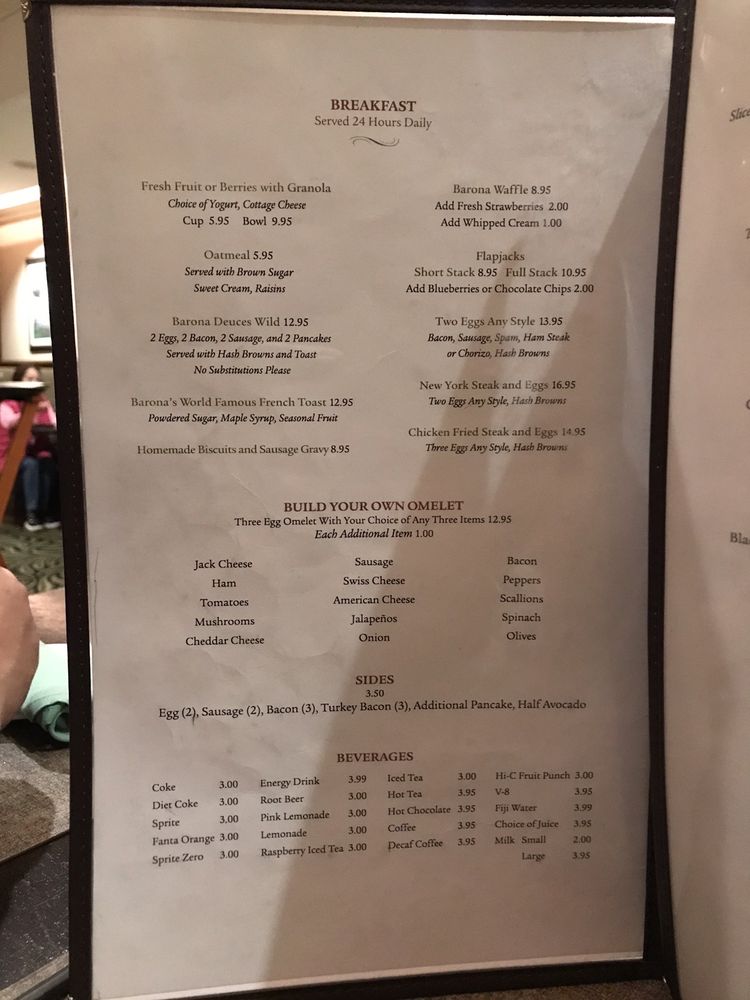 BREAKFAST
Served 24 Hours Daily
Fresh Fruit or Berries with Granola
Choice of Yogurt, Cottage Cheese
Cup 5.95 Bowl 9.95
Oatmeal 5.95
Served with Brown Sugar
Sweet Cream, Raisins
Barona Deuces Wild 12.95
2 Eggs, 2 Bacon, 2 Sausage, and 2 Pancakes
Served with Hash Browns and Toast
No Substitutions Please
Barona's World Famous French Toast 12.95
Powdered Sugar, Maple Syrup, Seasonal Fruit
Homemade Biscuits and Sausage Gravy 8.95
Barona Waffle 8.95
Add Fresh Strawberries 2.00
Add Whipped Cream 1.00
Flapjacks
Short Stack 8.95 Full Stack 10.95
Add Blueberries or Chocolate Chips 2.00
Two Eggs Any Style 13.95
Bacon, Sausage, Spam, Ham Steak
or Chorizo, Hash Browns
New York Steak and Eggs 16.95
Two Eggs Any Style, Hash Browns
Chicken Fried Steak and Eggs 14.95
Three Eggs Any Style, Hash Browns
BUILD YOUR OWN OMELET
Three Egg Omelet With Your Choice of Any Three Items 12.95
Each Additional Item 1.00
Jack Cheese
Ham
Tomatoes
Mushrooms
Cheddar Cheese
Sausage
Swiss Cheese
American Cheese
Jalapeños
Onion
Bacon
Peppers
Scallions
Spinach
Olives
SIDES
3.50
Egg (2), Sausage (2), Bacon (3), Turkey Bacon (3), Additional Pancake, Half Avocado
BEVERAGES
Coke 3.00
Diet Coke 3.00
Sprite 3.00
Fanta Orange 3.00
Sprite Zero 3.00
Energy Drink 3.99
Root Beer 3.00
Pink Lemonade 3.00
Lemonade 3.00
Raspberry Iced Tea 3.00
Iced Tea 3.00
Hot Tea 3.95
Hot Chocolate 3.95
Coffee 3.95
Decaf Coffee 3.95
Hi-C Fruit Punch 3.00
V-8 3.95
Fiji Water 3.99
Choice of Juice 3.95
Milk Small 2.00
Large 3.95